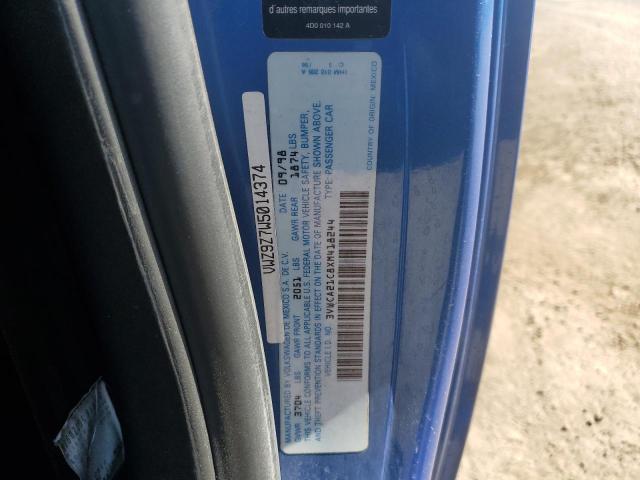 d'autres remarques importantes
4D0 010 142 A
VWZ9Z7W5014374
MANUFACTURED BY VOLKSWAGEN DE MEXICO S.A. DE C.V. DATE 09/98
GVWR 3704 LBS GAWR FRONT 2051 LBS GAWR REAR 1874 LBS
THIS VEHICLE CONFORMS TO ALL APPLICABLE U.S. FEDERAL MOTOR VEHICLE SAFETY, BUMPER,
AND THEFT PREVENTION STANDARDS IN EFFECT ON THE DATE OF MANUFACTURE SHOWN ABOVE.
VEHICLE I.D. NO. 3VWCA21C8XM418244 TYPE: PASSENGER CAR
COUNTRY OF ORIGIN: MEXICO